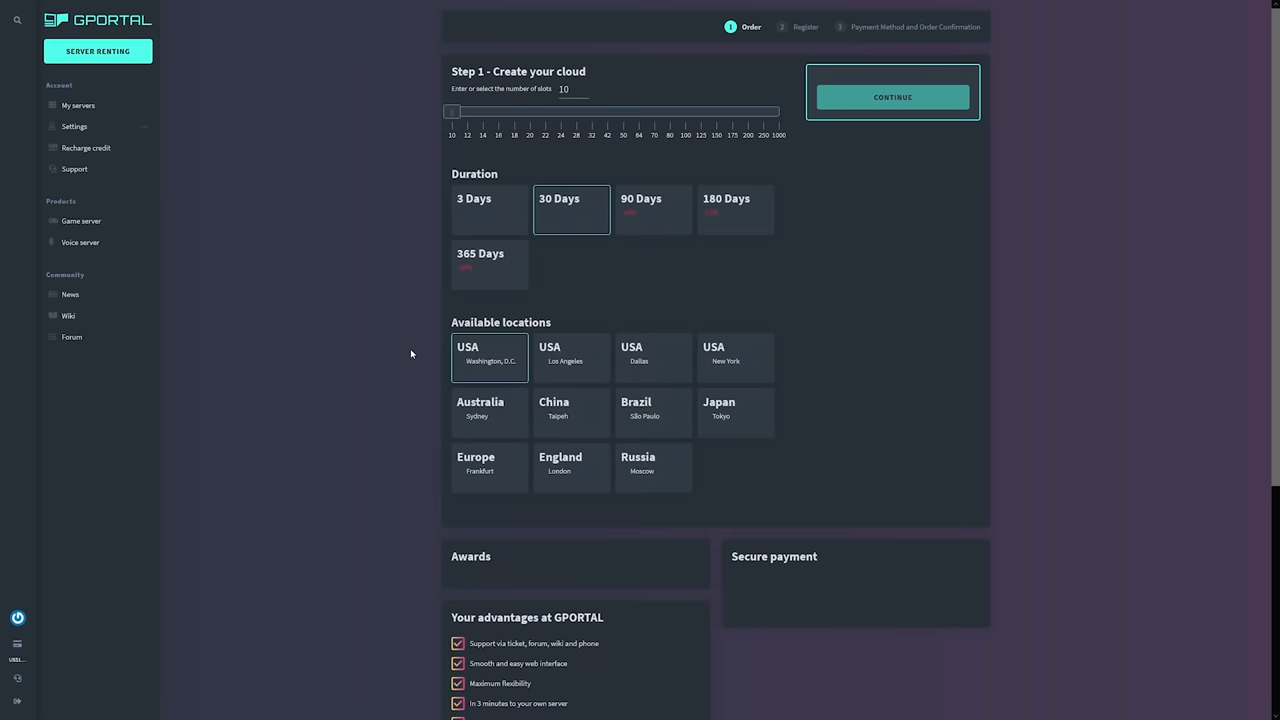 GPORTAL
SERVER RENTING
Account
My servers
Settings
Recharge credit
Support
Products
Game server
Voice server
Community
News
Wiki
Forum
1 Order 2 Register 3 Payment Method and Order Confirmation
Step 1 - Create your cloud
Enter or select the number of slots 10
10 12 14 16 18 20 22 24 28 32 42 50 64 70 80 100 125 150 175 200 250 1000
CONTINUE
Duration
3 Days
30 Days
90 Days
180 Days
365 Days
Available locations
USA
Washington, D.C.
USA
Los Angeles
USA
Dallas
USA
New York
Australia
Sydney
China
Taipeh
Brazil
São Paulo
Japan
Tokyo
Europe
Frankfurt
England
London
Russia
Moscow
Awards
Secure payment
Your advantages at GPORTAL
Support via ticket, forum, wiki and phone
Smooth and easy web interface
Maximum flexibility
In 3 minutes to your own server